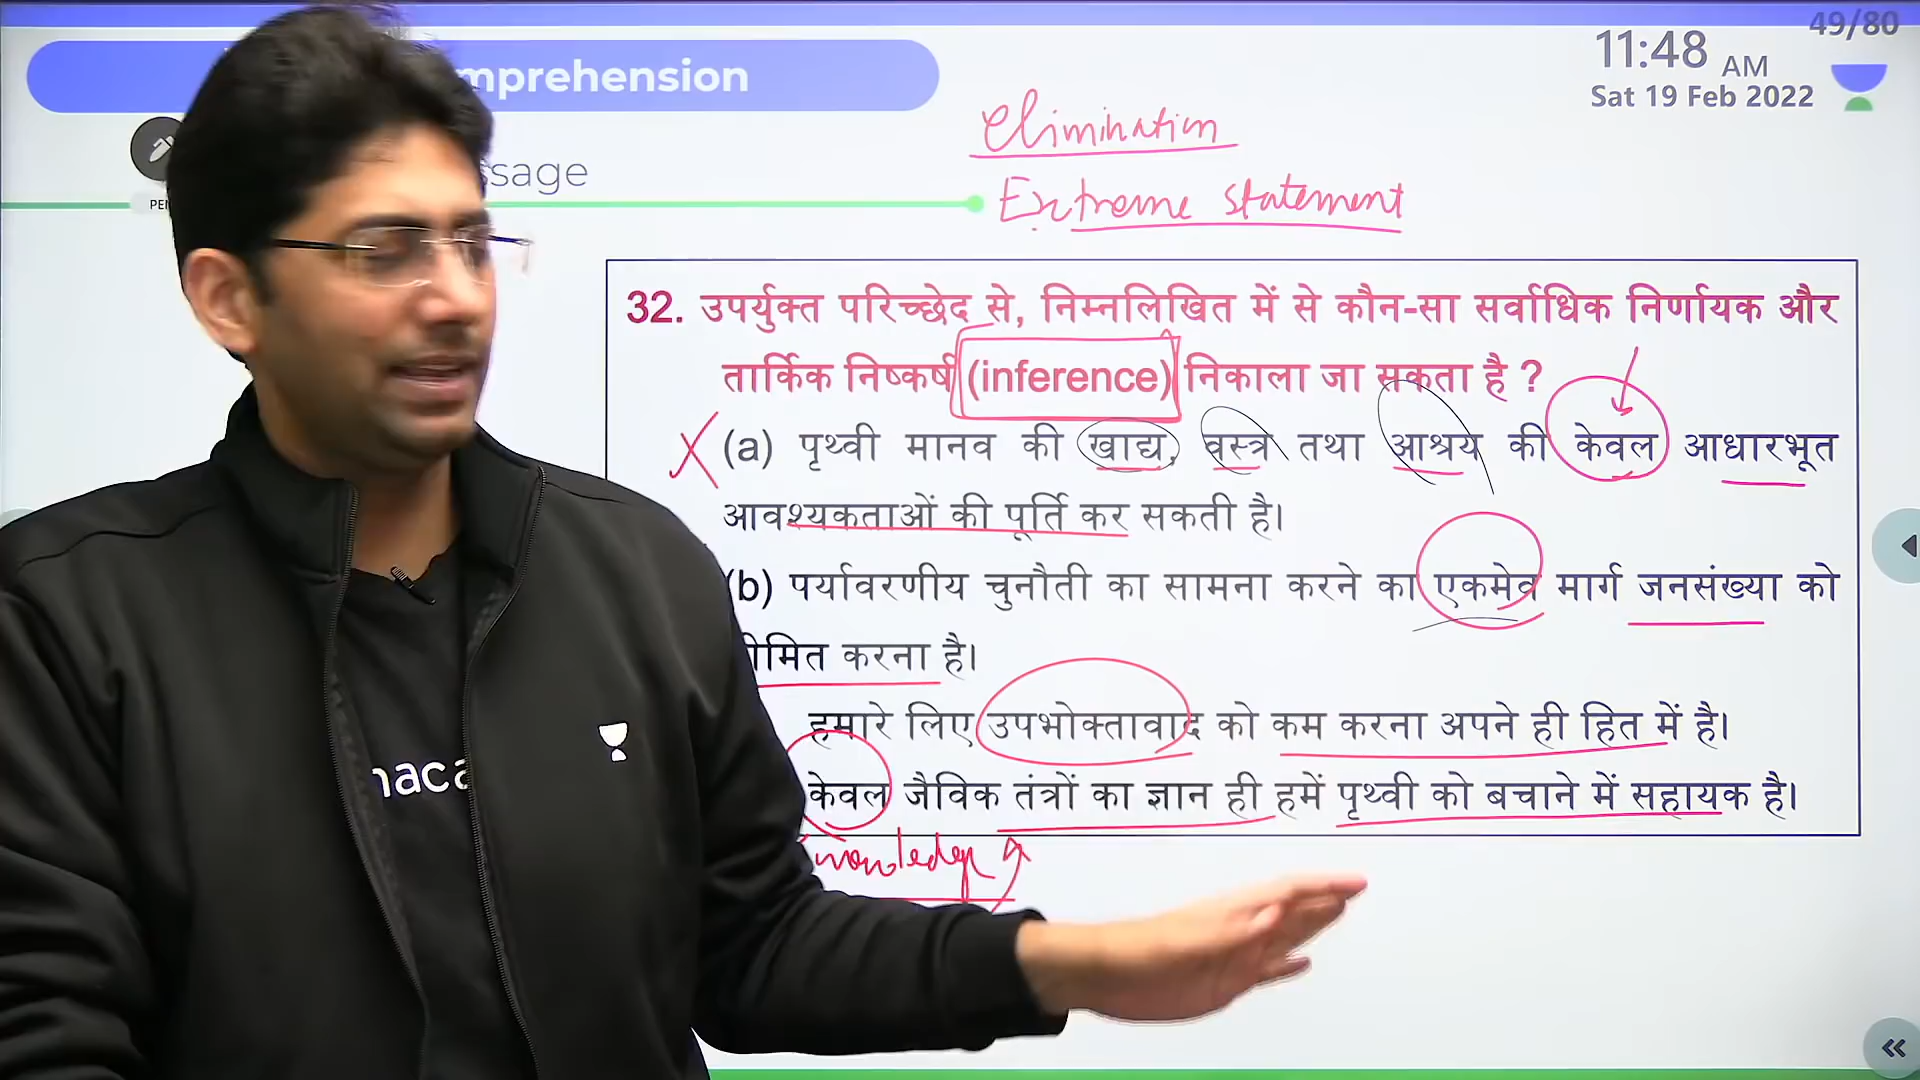 49/80
mprehension
11:48 AM
Sat 19 Feb 2022
Elimination
ssage
PEN
Extreme statement
32. उपर्युक्त परिच्छेद से, निम्नलिखित में से कौन-सा सर्वाधिक निर्णायक और
तार्किक निष्कर्ष (inference) निकाला जा सकता है ?
X (a) पृथ्वी मानव की खाद्य, वस्त्र तथा आश्रय की केवल आधारभूत
आवश्यकताओं की पूर्ति कर सकती है।
(b) पर्यावरणीय चुनौती का सामना करने का एकमेव मार्ग जनसंख्या को
ीमित करना है।
हमारे लिए उपभोक्तावाद को कम करना अपने ही हित में है।
केवल जैविक तंत्रों का ज्ञान ही हमें पृथ्वी को बचाने में सहायक है।
naca